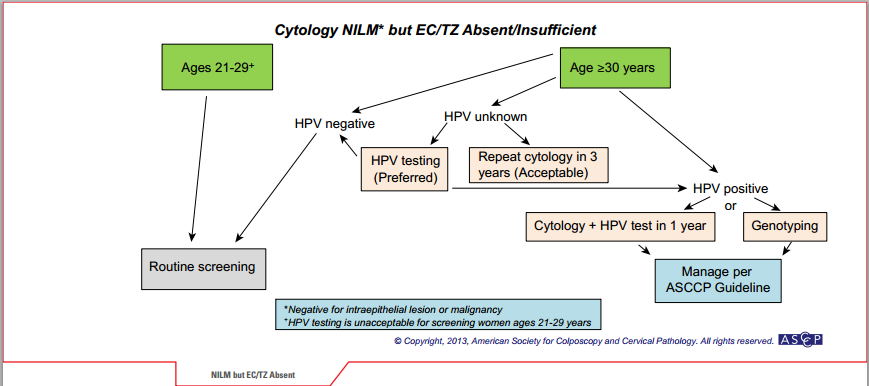 Cytology NILM* but EC/TZ Absent/Insufficient
Ages 21-29+
Age ≥30 years
HPV negative
HPV unknown
HPV testing
(Preferred)
Repeat cytology in 3
years (Acceptable)
HPV positive
or
Cytology + HPV test in 1 year
Genotyping
Routine screening
Manage per
ASCCP Guideline
*Negative for intraepithelial lesion or malignancy
+HPV testing is unacceptable for screening women ages 21-29 years
© Copyright, 2013, American Society for Colposcopy and Cervical Pathology. All rights reserved.
ASCCP
NILM but EC/TZ Absent